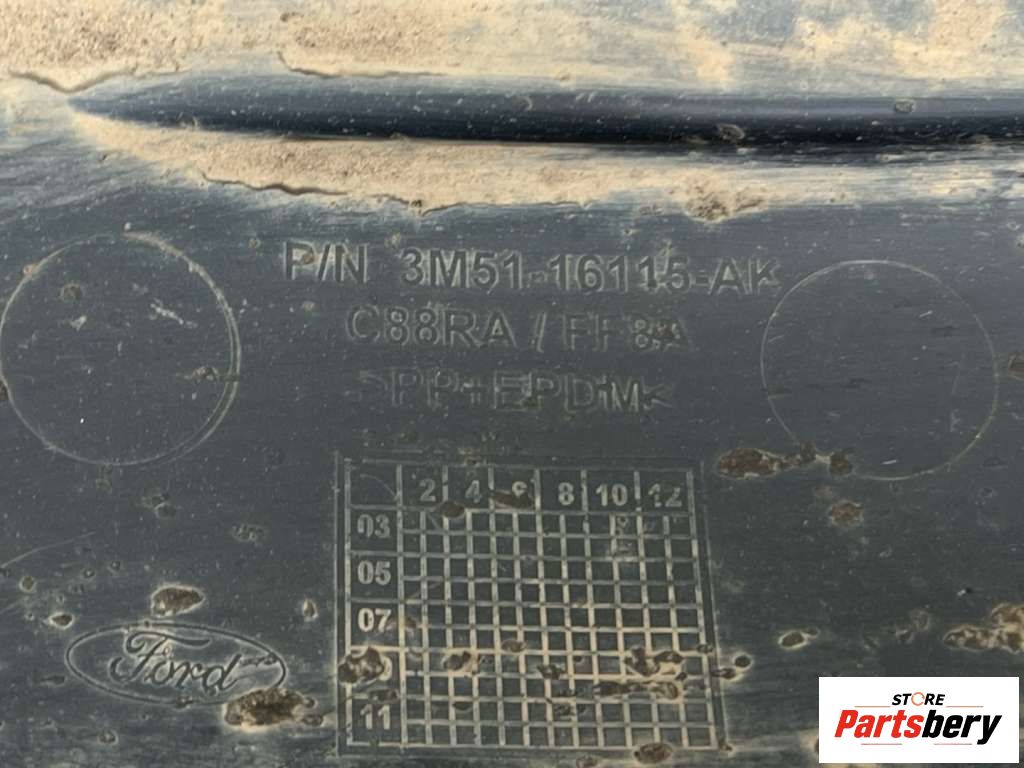 P/N 3M51-16115-AK
C88RA / FF8A
>PP+EPDM<
2 4 6 8 10 12
03
05
07
11
Ford
STORE
Partsbery